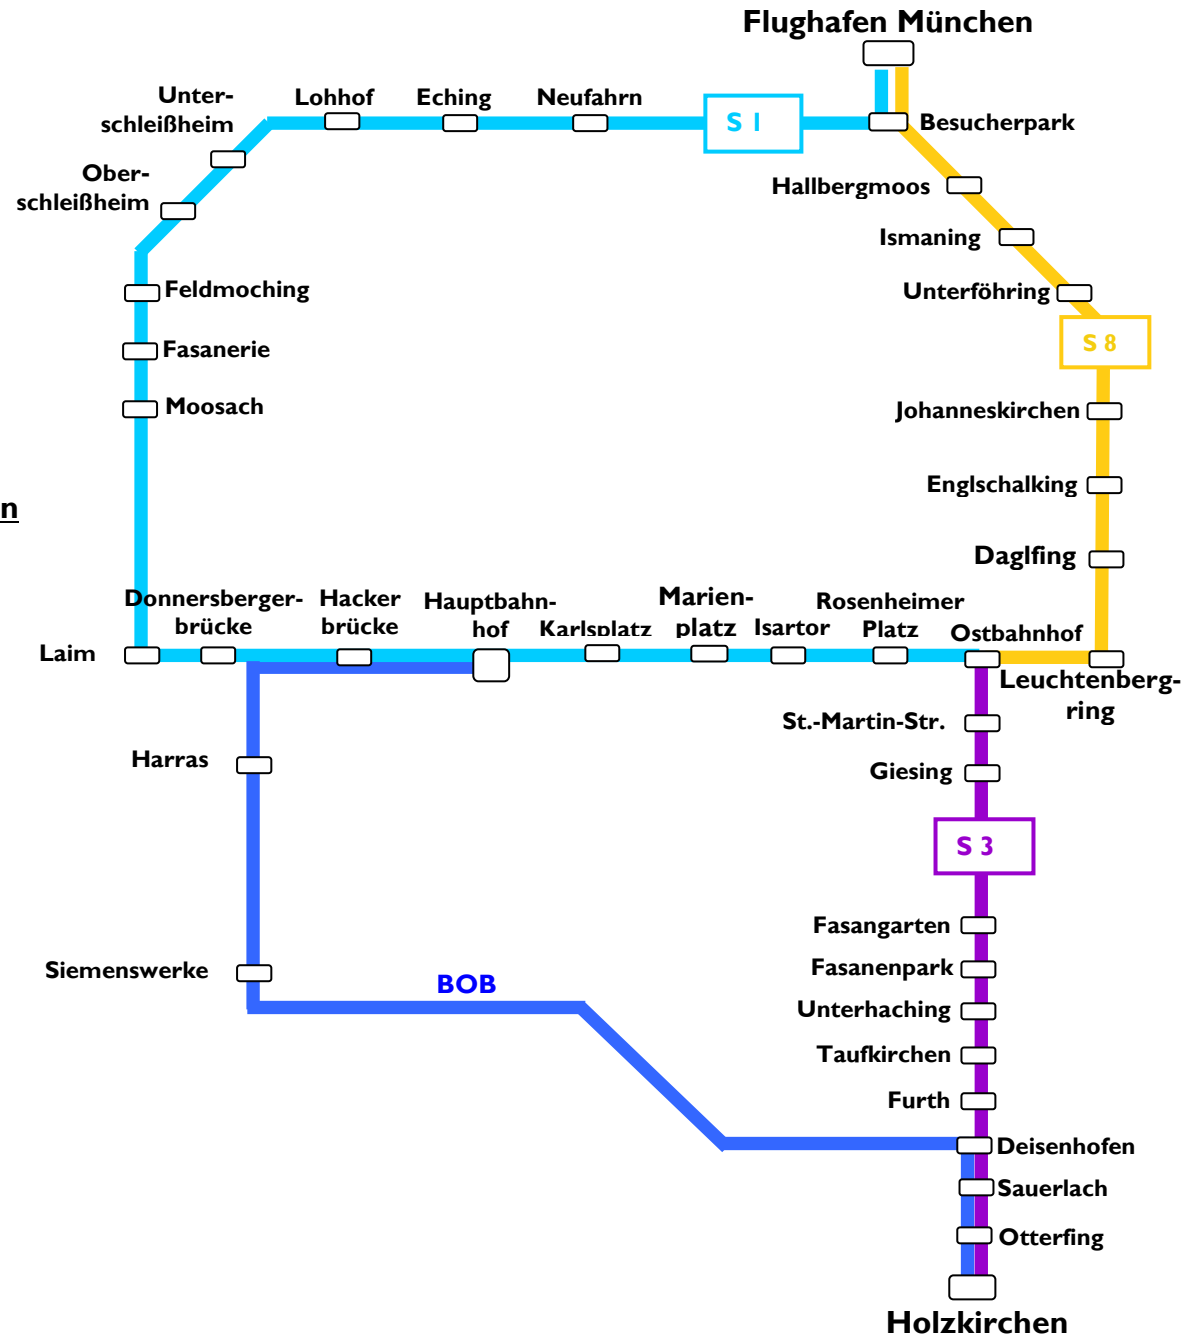 Flughafen München
Unter-
schleißheim
Lohhof
Eching
Neufahrn
S 1
Besucherpark
Ober-
schleißheim
Hallbergmoos
Ismaning
Feldmoching
Unterföhring
Fasanerie
S 8
Moosach
Johanneskirchen
Englschalking
n
Daglfing
Donnersberger-
brücke
Hacker
brücke
Hauptbahn-
hof
Karlsplatz
Marien-
platz
Isartor
Rosenheimer
Platz
Ostbahnhof
Laim
Leuchtenberg-
ring
St.-Martin-Str.
Harras
Giesing
S 3
Fasangarten
Siemenswerke
Fasanenpark
BOB
Unterhaching
Taufkirchen
Furth
Deisenhofen
Sauerlach
Otterfing
Holzkirchen